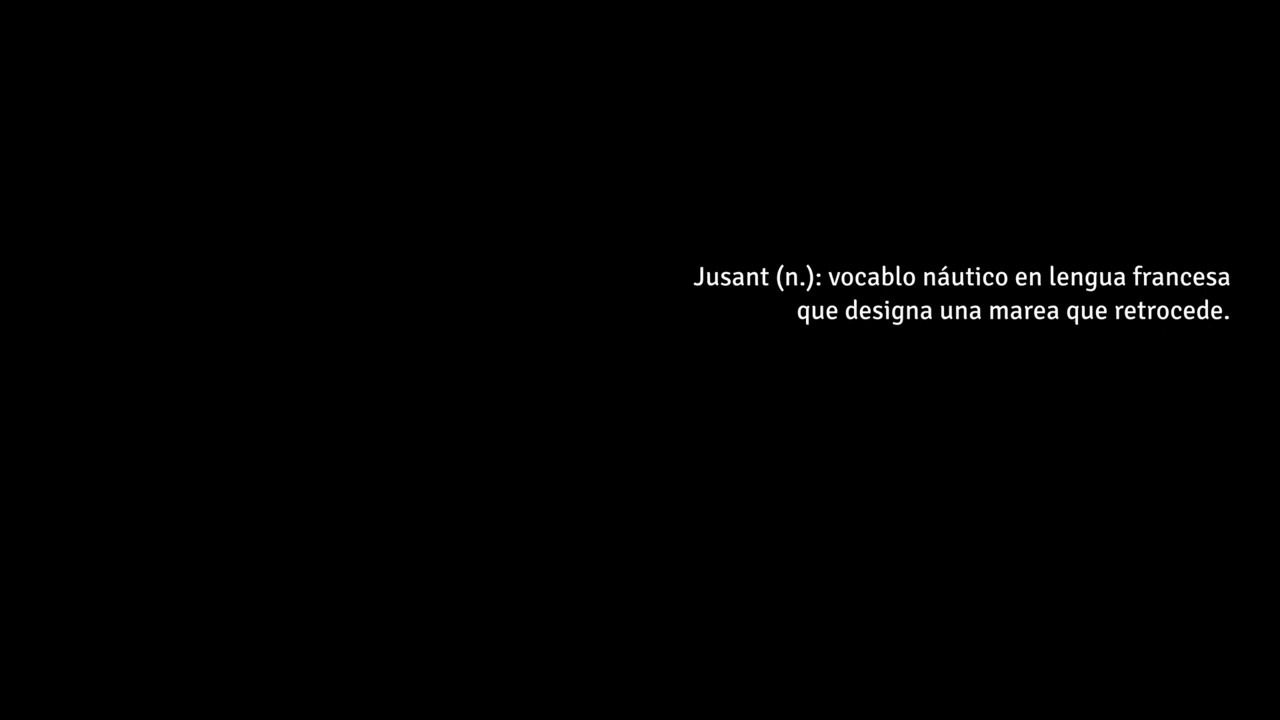 Jusant (n.): vocablo náutico en lengua francesa
que designa una marea que retrocede.